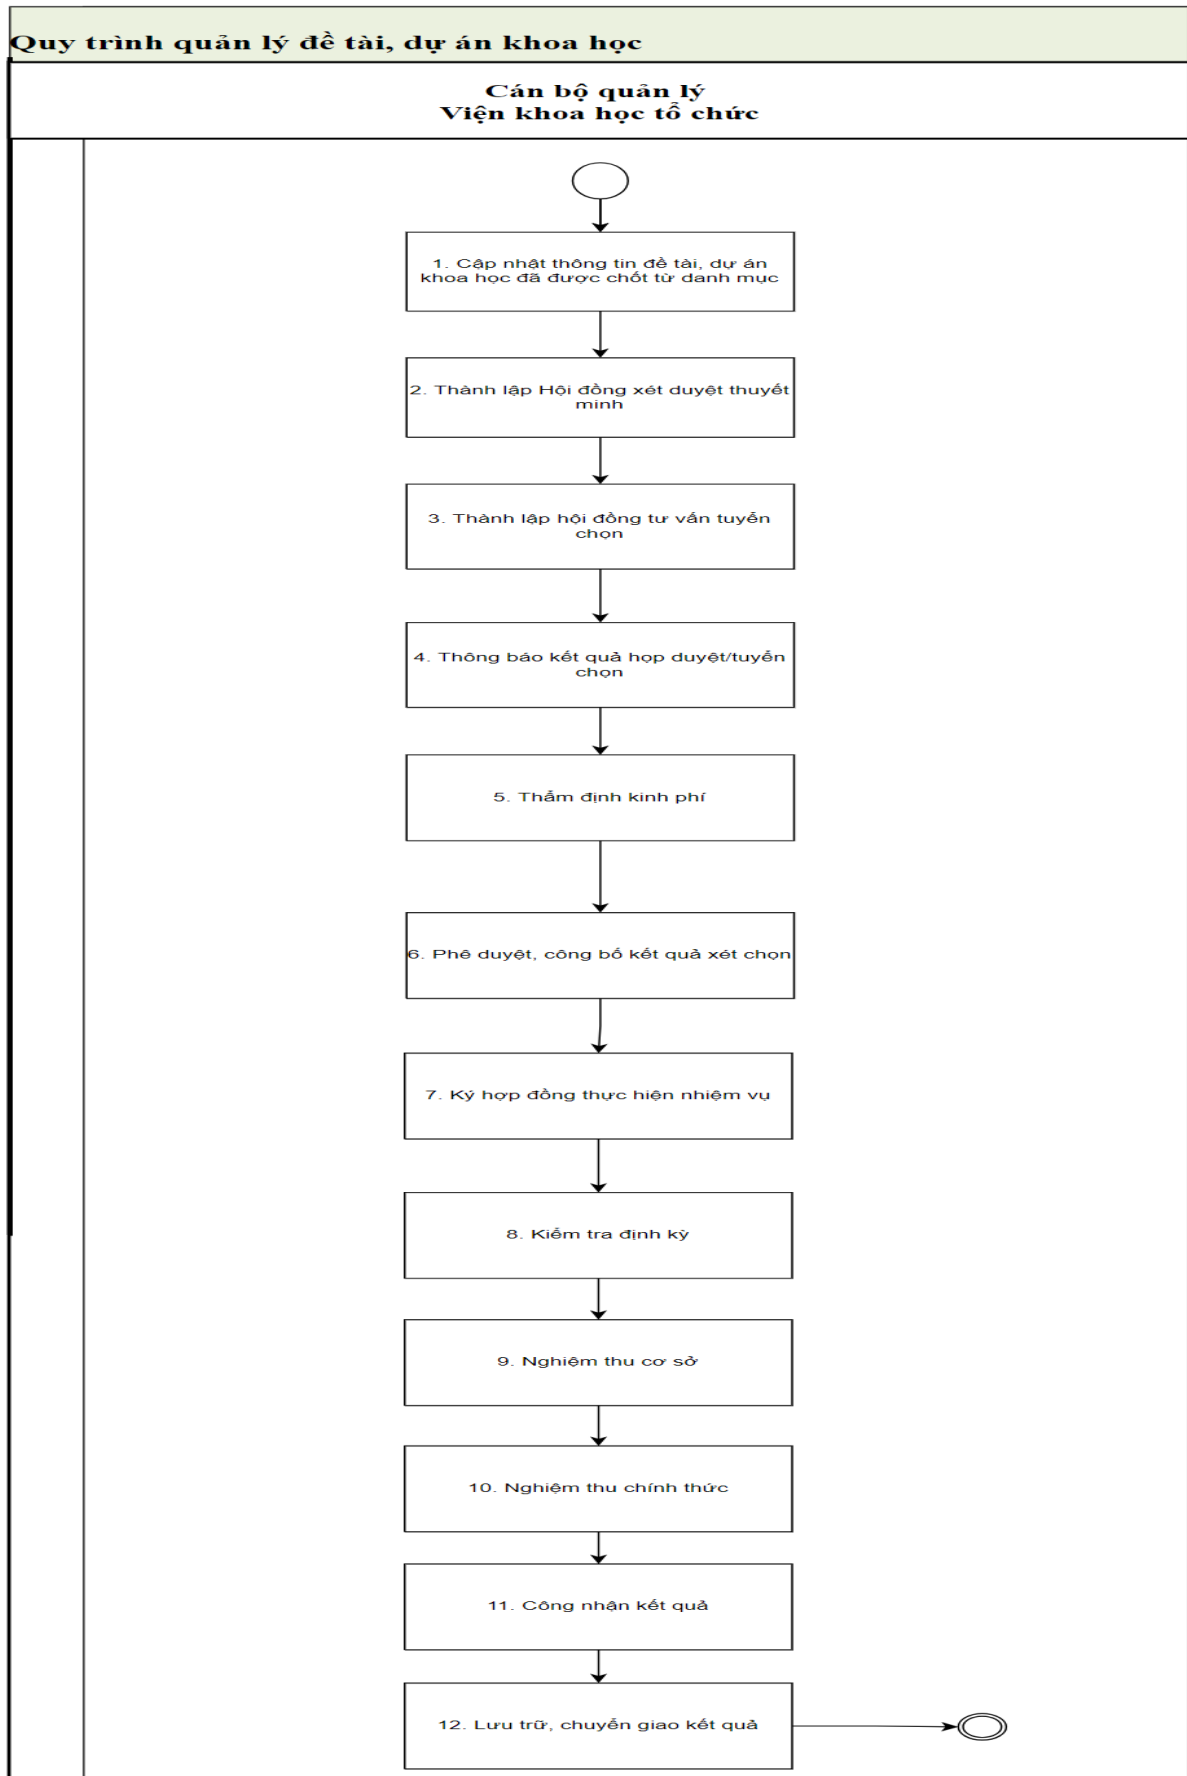 Quy trình quản lý đề tài, dự án khoa học
Cán bộ quản lý
Viện khoa học tổ chức
1. Cập nhật thông tin đề tài, dự án
khoa học đã được chốt từ danh mục
2. Thành lập Hội đồng xét duyệt thuyết
minh
3. Thành lập hội đồng tư vấn tuyển
chọn
4. Thông báo kết quả họp duyệt/tuyển
chọn
5. Thẩm định kinh phí
6. Phê duyệt, công bố kết quả xét chọn
7. Ký hợp đồng thực hiện nhiệm vụ
8. Kiểm tra định kỳ
9. Nghiệm thu cơ sở
10. Nghiệm thu chính thức
11. Công nhận kết quả
12. Lưu trữ, chuyển giao kết quả